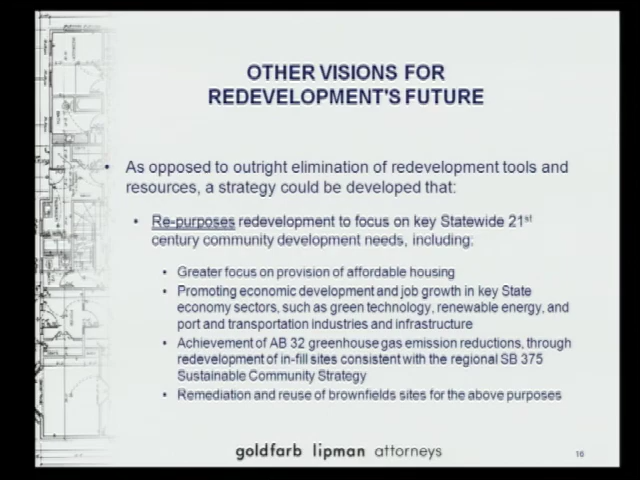 OTHER VISIONS FOR
REDEVELOPMENT'S FUTURE
• As opposed to outright elimination of redevelopment tools and
resources, a strategy could be developed that:
• Re-purposes redevelopment to focus on key Statewide 21st
century community development needs, including:
• Greater focus on provision of affordable housing
• Promoting economic development and job growth in key State
economy sectors, such as green technology, renewable energy, and
port and transportation industries and infrastructure
• Achievement of AB 32 greenhouse gas emission reductions, through
redevelopment of in-fill sites consistent with the regional SB 375
Sustainable Community Strategy
• Remediation and reuse of brownfields sites for the above purposes
goldfarb lipman attorneys
16